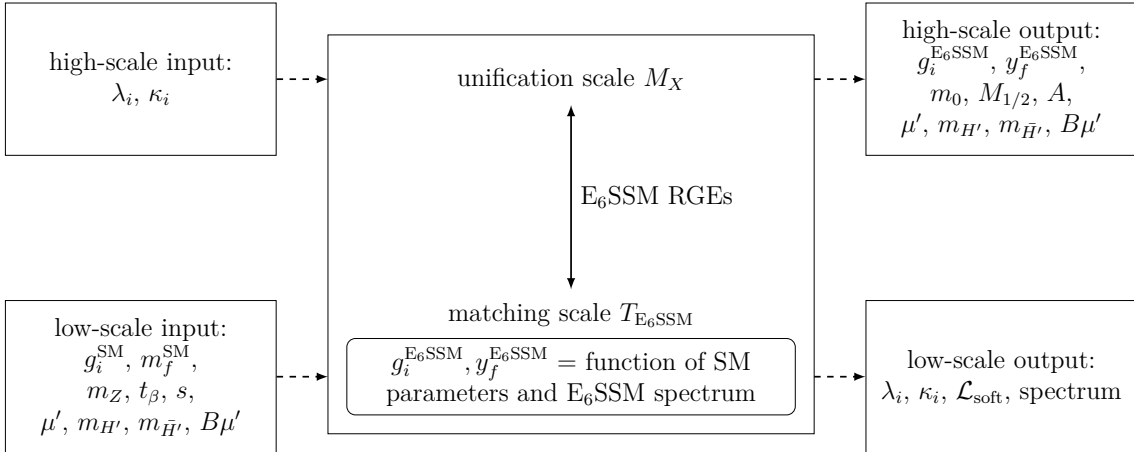 high-scale input:
λ_i, κ_i
unification scale M_X
high-scale output:
g_i^{E₆SSM}, y_f^{E₆SSM},
m_0, M_{1/2}, A,
μ′, m_{H′}, m_{H̄′}, Bμ′
E₆SSM RGEs
low-scale input:
g_i^{SM}, m_f^{SM},
m_Z, t_β, s,
μ′, m_{H′}, m_{H̄′}, Bμ′
matching scale T_{E₆SSM}
g_i^{E₆SSM}, y_f^{E₆SSM} = function of SM
parameters and E₆SSM spectrum
low-scale output:
λ_i, κ_i, 𝓛_{soft}, spectrum